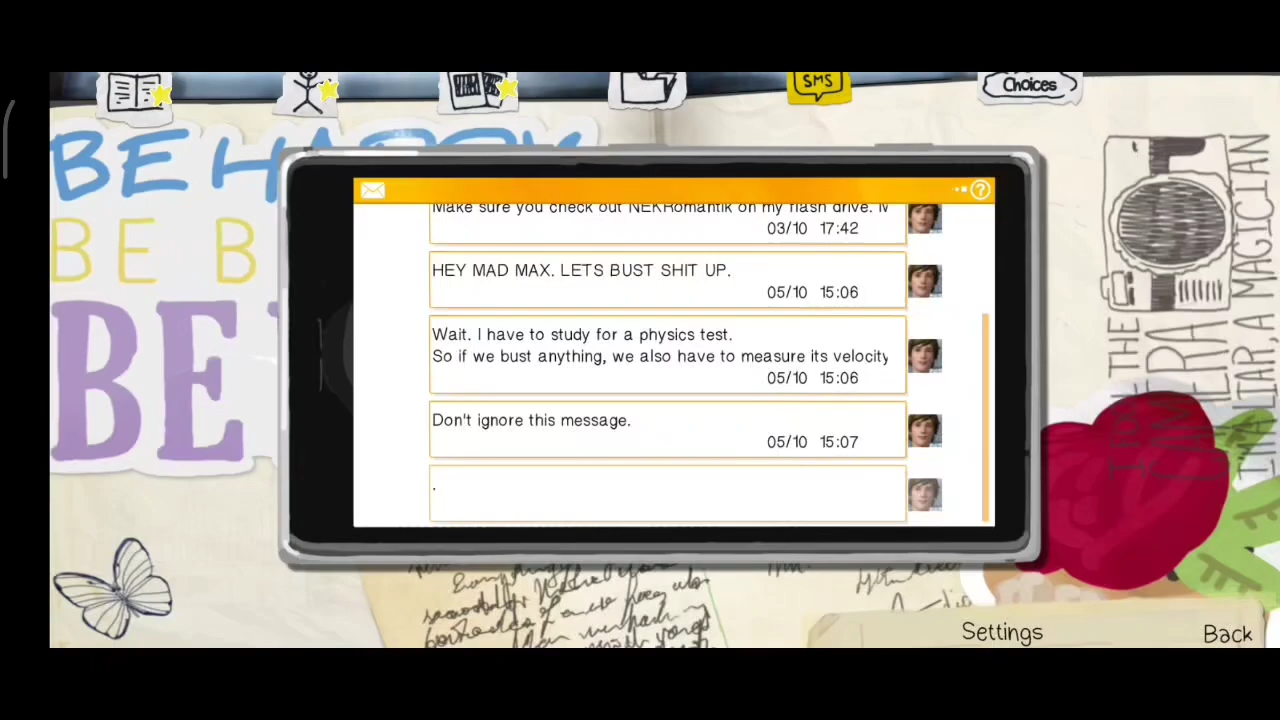 SMS
Choices
BE HAPPY
BE B
BE
Make sure you check out NEKRomantik on my flash drive.
03/10 17:42
HEY MAD MAX. LETS BUST SHIT UP.
05/10 15:06
Wait. I have to study for a physics test.
So if we bust anything, we also have to measure its velocity
05/10 15:06
Don't ignore this message.
05/10 15:07
.
?
THE
A LIAR, A MAGICIAN
Settings
Back